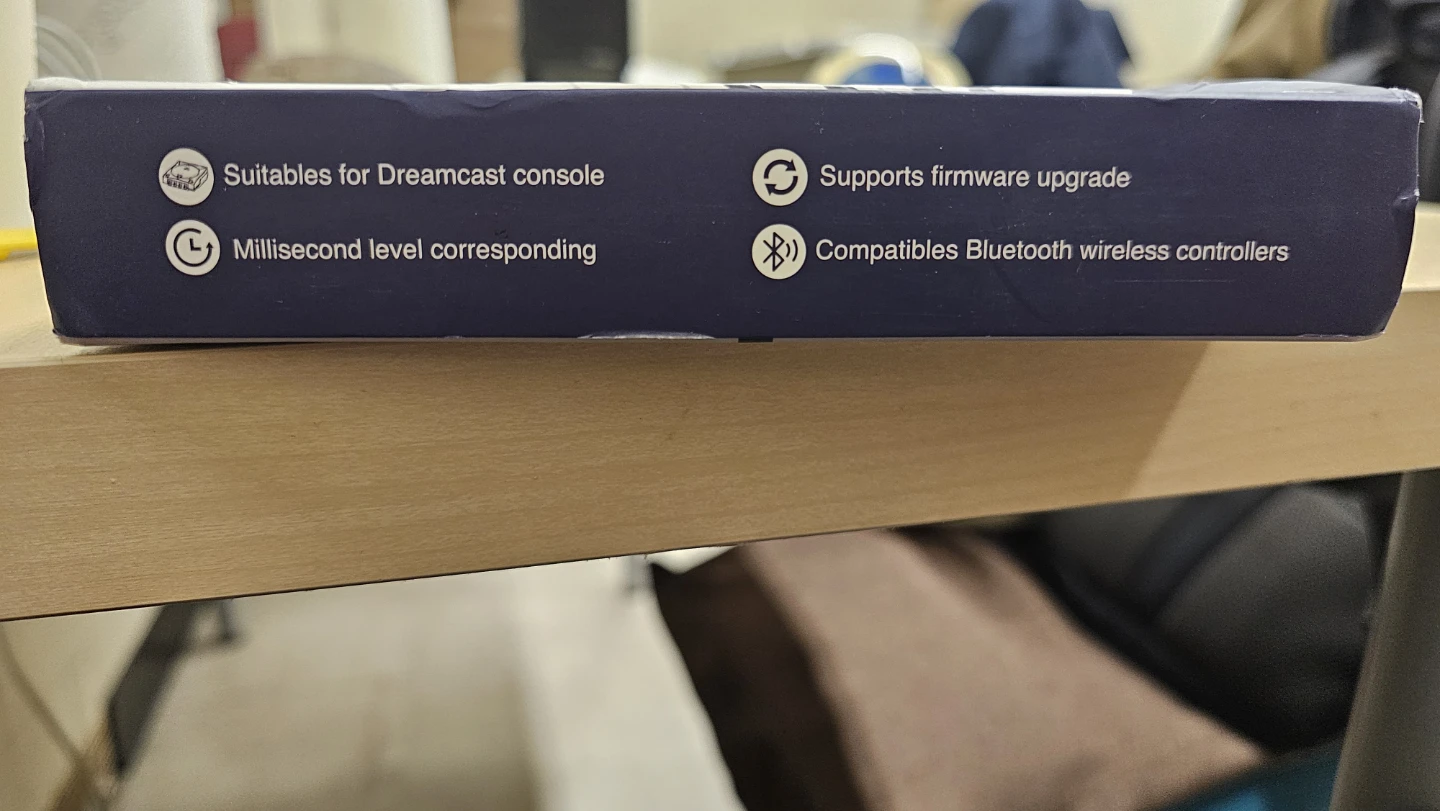 Suitables for Dreamcast console
Supports firmware upgrade
Millisecond level corresponding
Compatibles Bluetooth wireless controllers